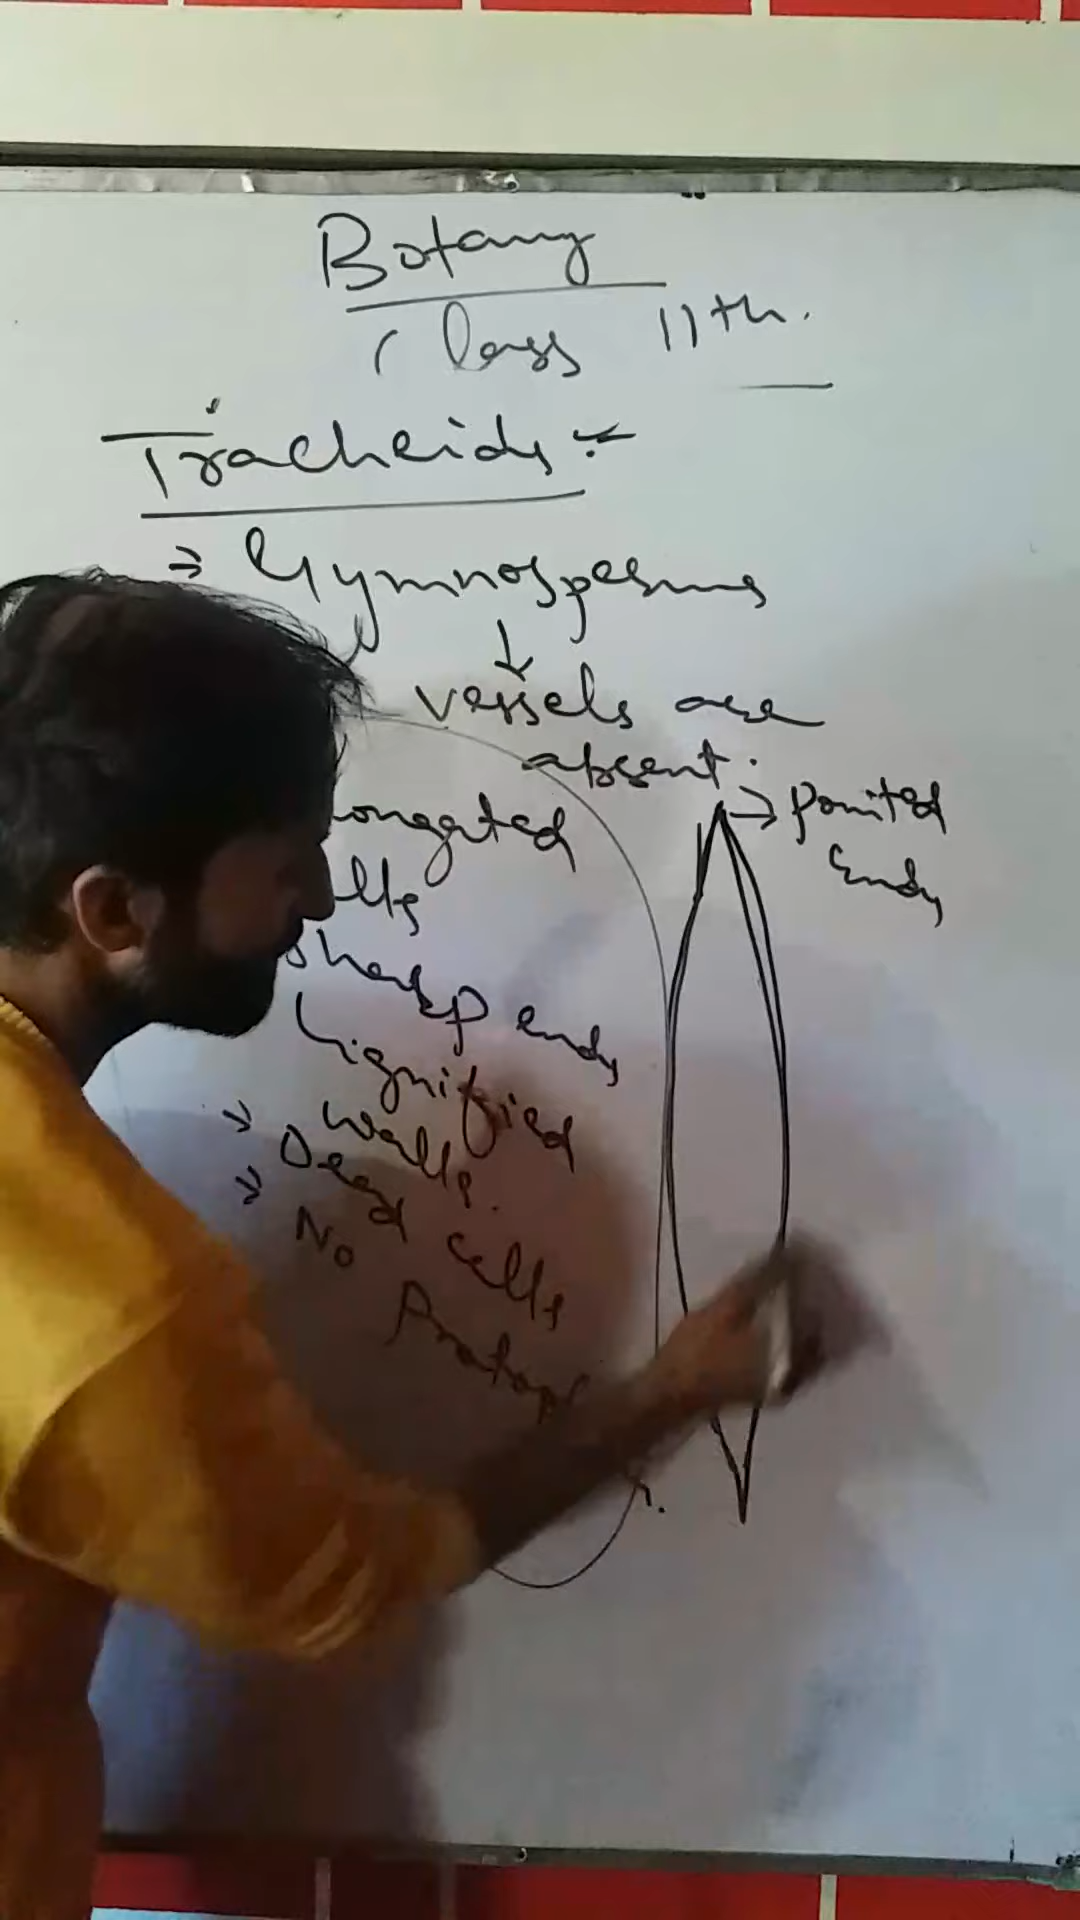 Botany
Class 11th.
Tracheids :-
→ Gymnosperms
↓
vessels are
absent.
→ Pointed
Ends
ongated
lls
sharp ends
Lignified
walls.
→ Dead cells
→ No
Protop